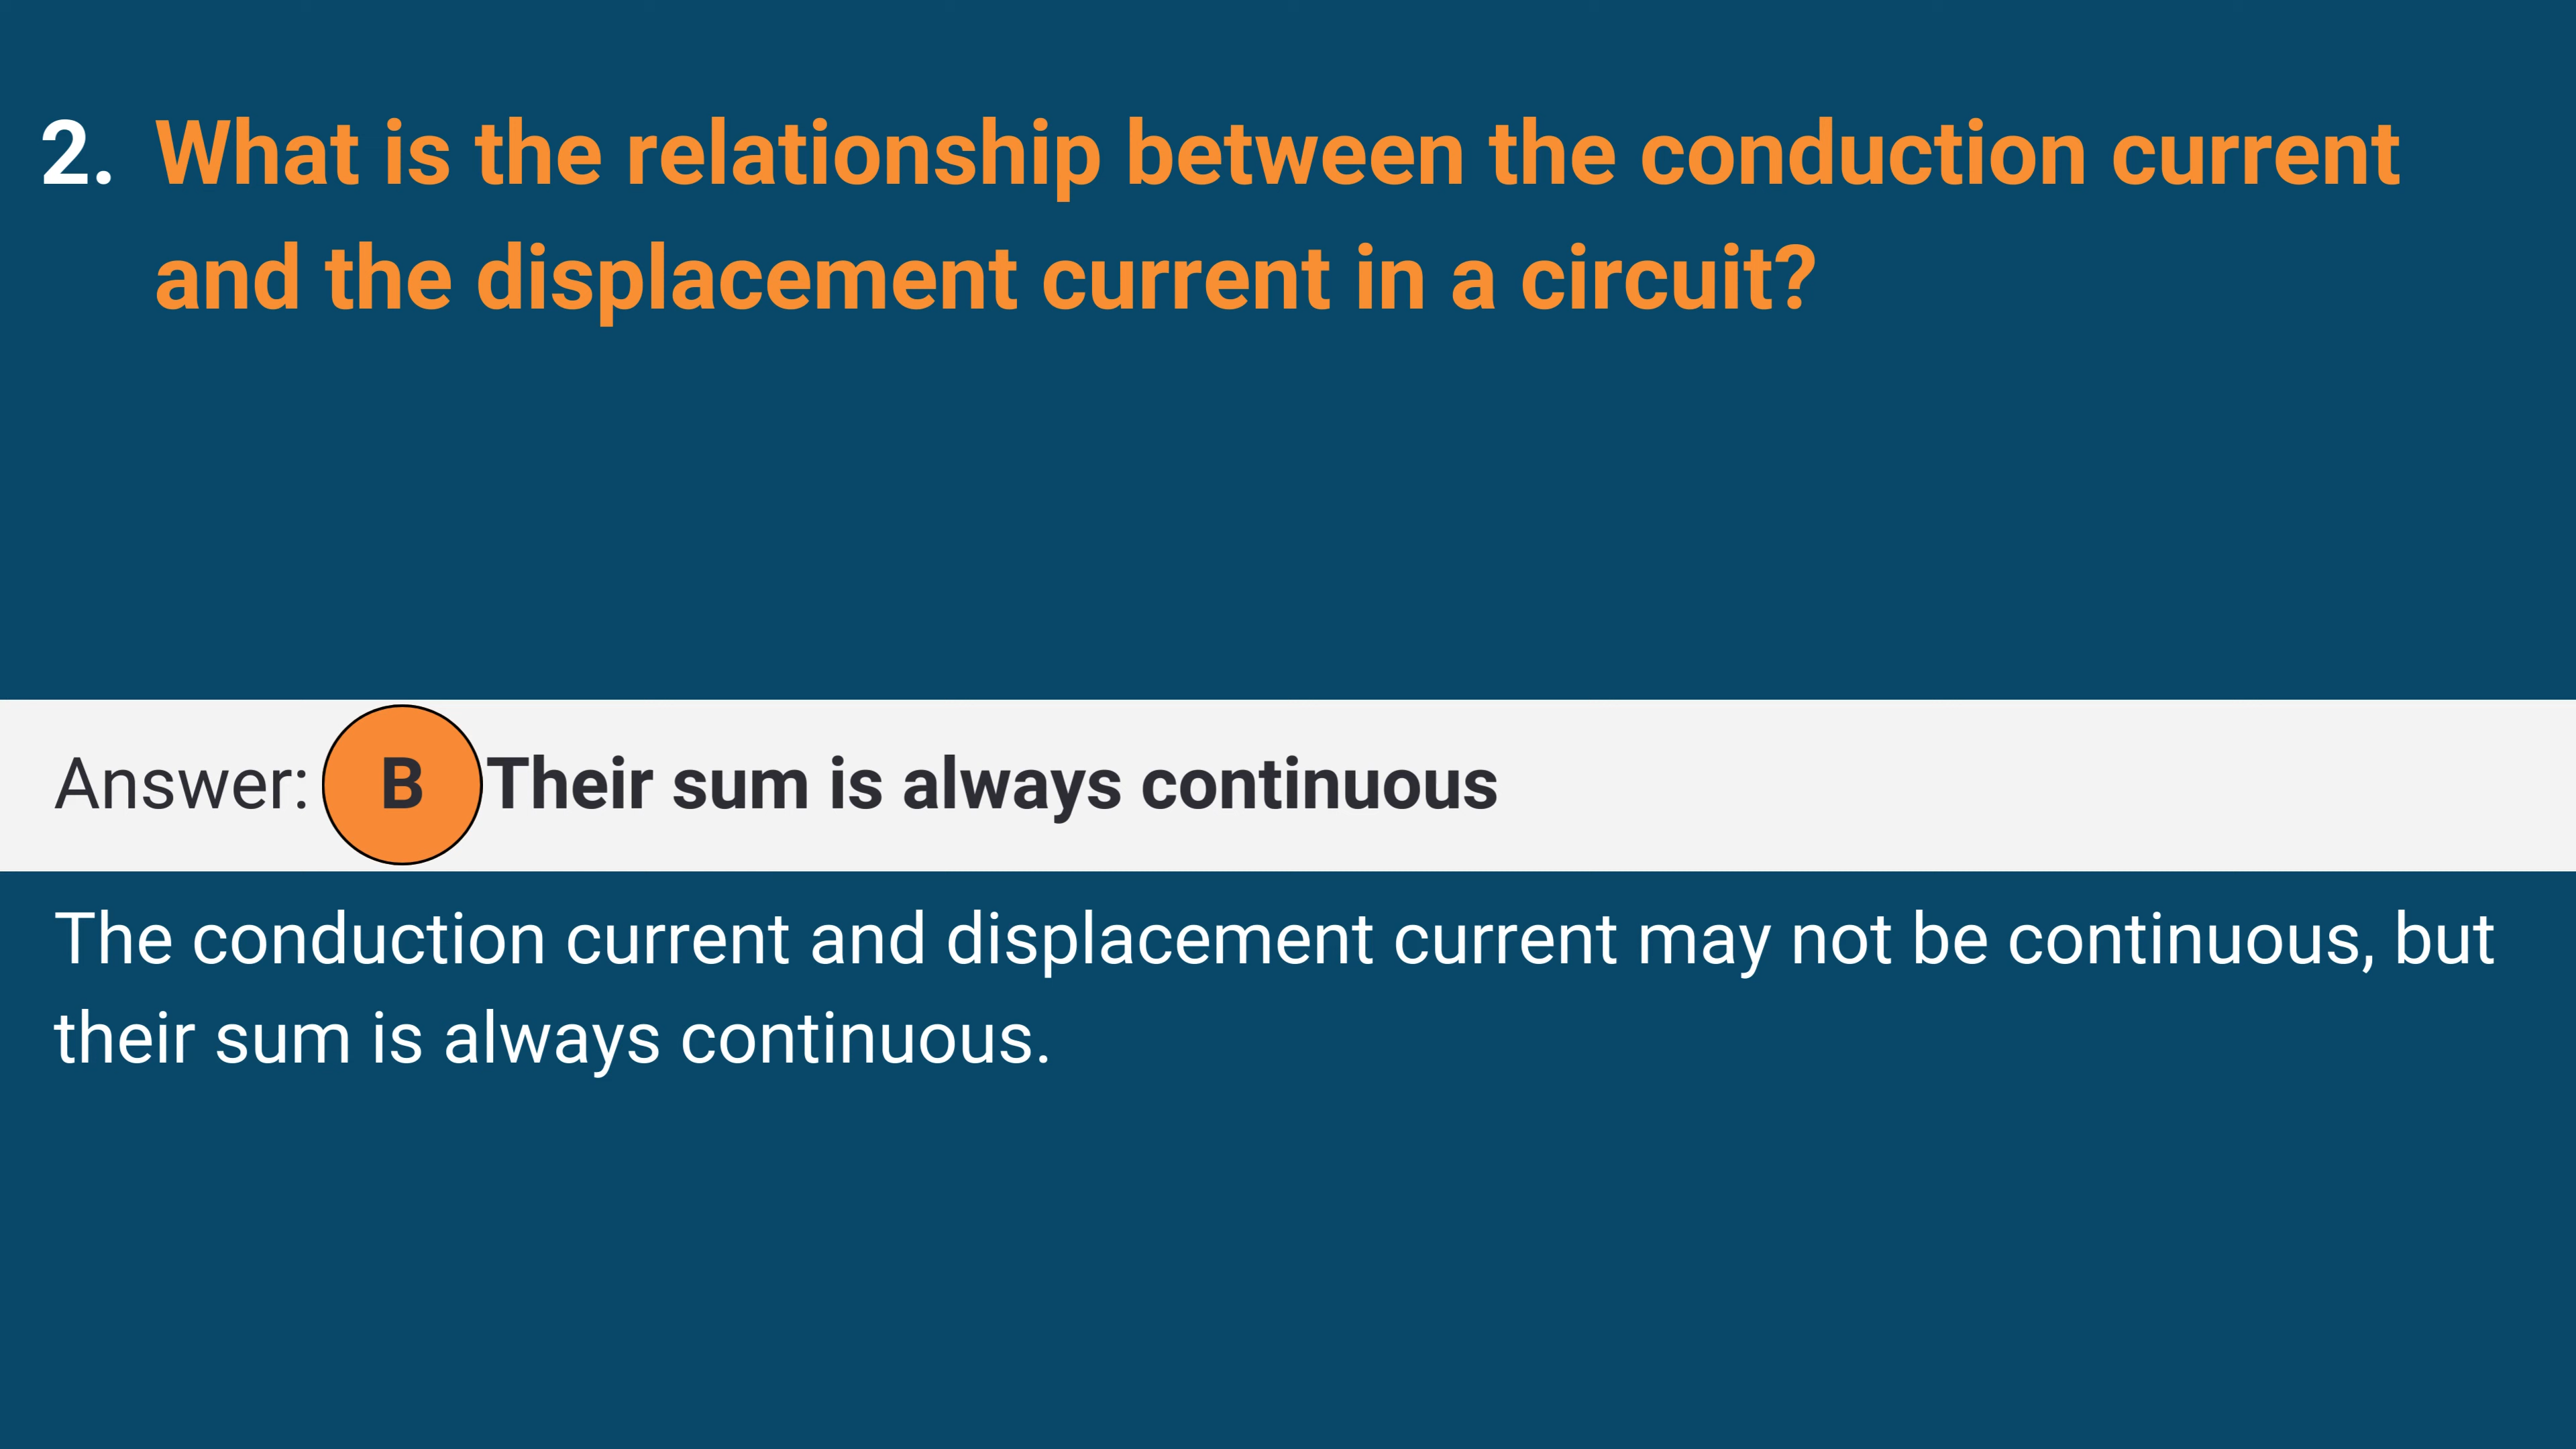 2. What is the relationship between the conduction current
and the displacement current in a circuit?
Answer: B Their sum is always continuous
The conduction current and displacement current may not be continuous, but
their sum is always continuous.